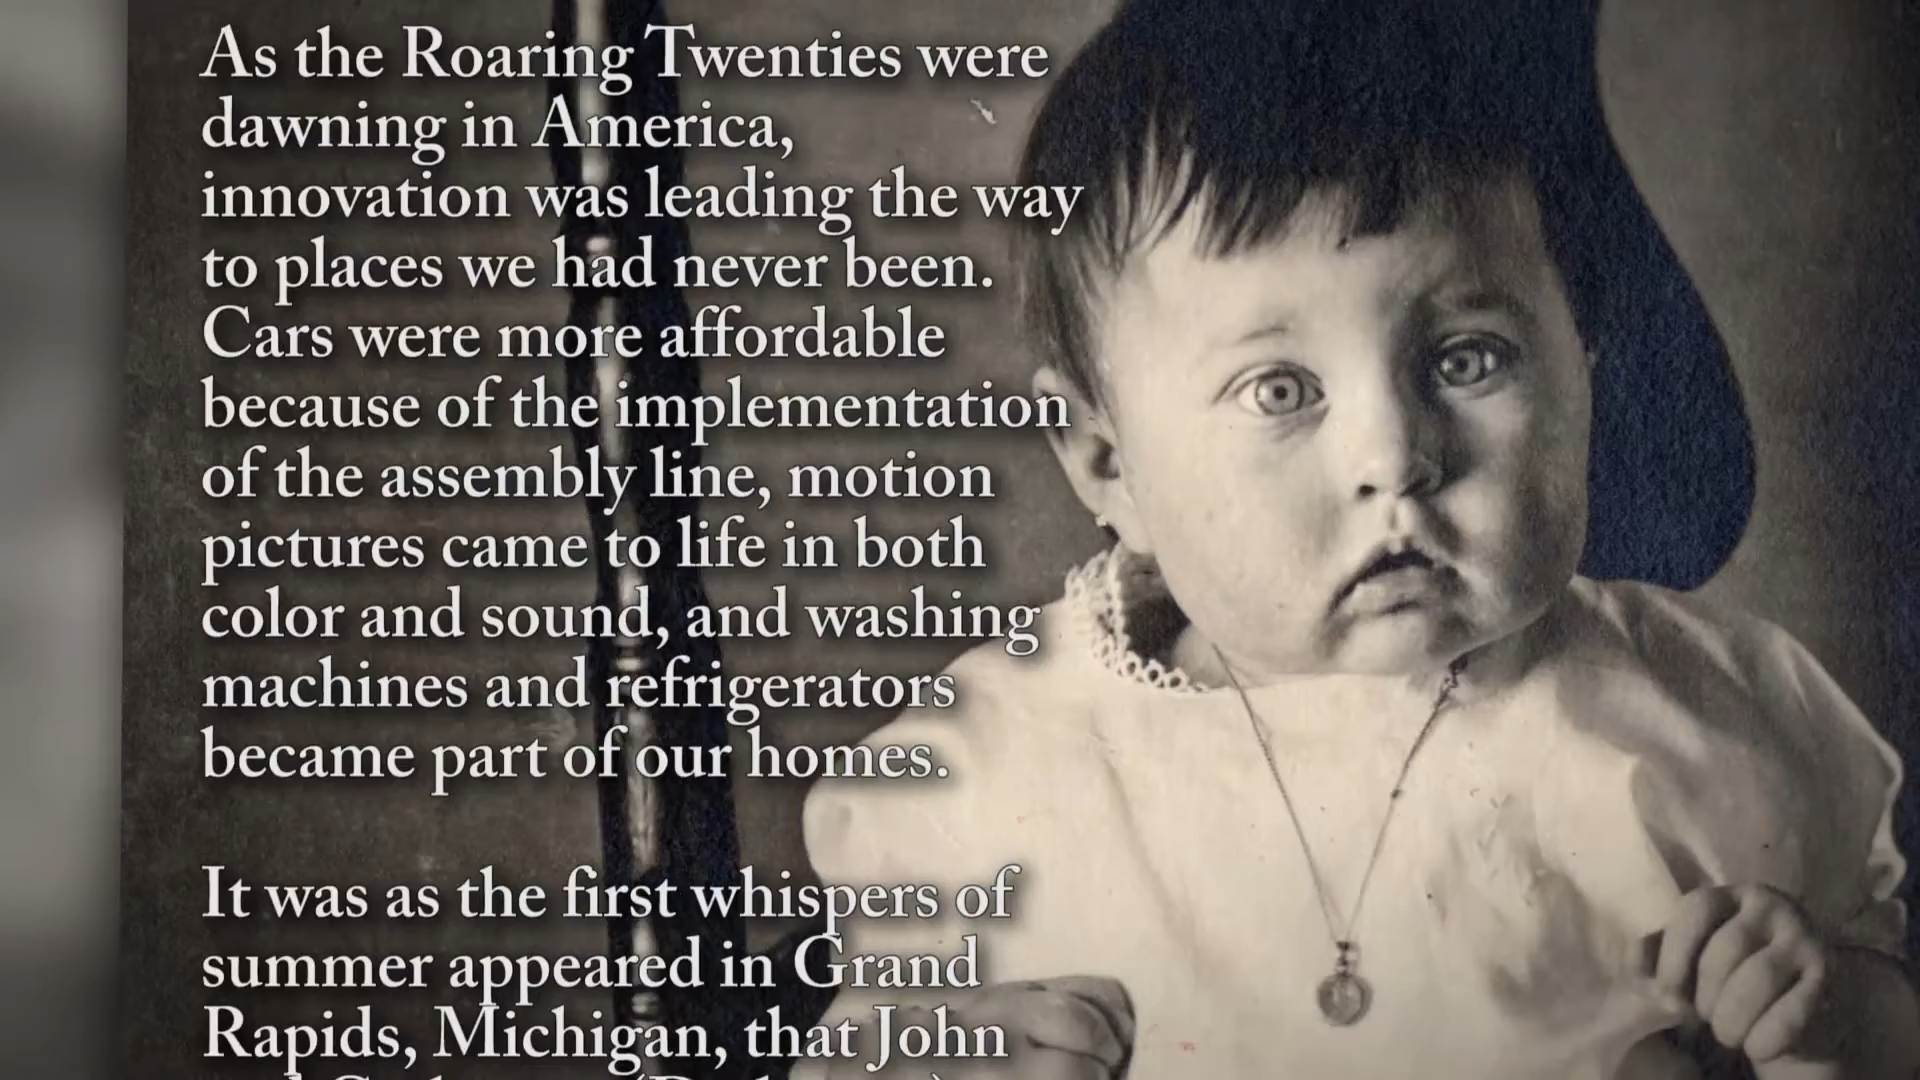 As the Roaring Twenties were
dawning in America,
innovation was leading the way
to places we had never been.
Cars were more affordable
because of the implementation
of the assembly line, motion
pictures came to life in both
color and sound, and washing
machines and refrigerators
became part of our homes.
It was as the first whispers of
summer appeared in Grand
Rapids, Michigan, that John